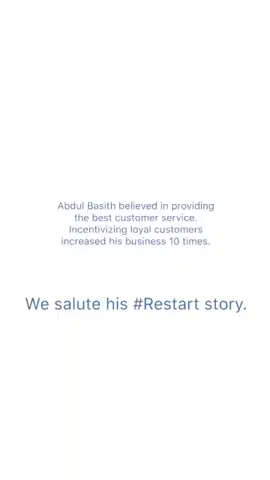 Abdul Basith believed in providing
the best customer service.
Incentivizing loyal customers
increased his business 10 times.
We salute his #Restart story.